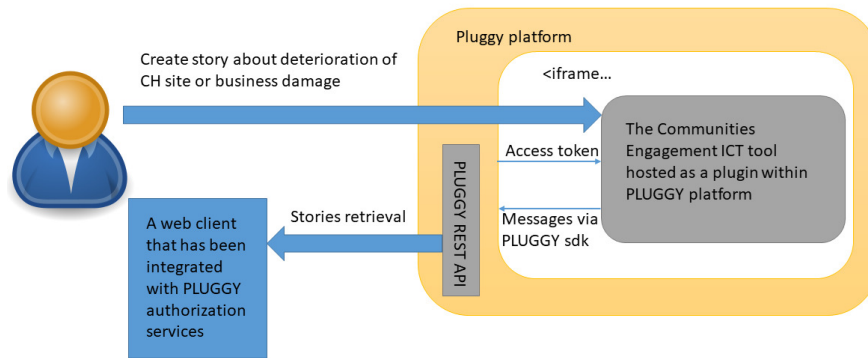 Pluggy platform
Create story about deterioration of
CH site or business damage
<iframe...
The Communities
Engagement ICT tool
hosted as a plugin within
PLUGGY platform
Access token
PLUGGY REST API
Messages via
PLUGGY sdk
Stories retrieval
A web client
that has been
integrated
with PLUGGY
authorization
services